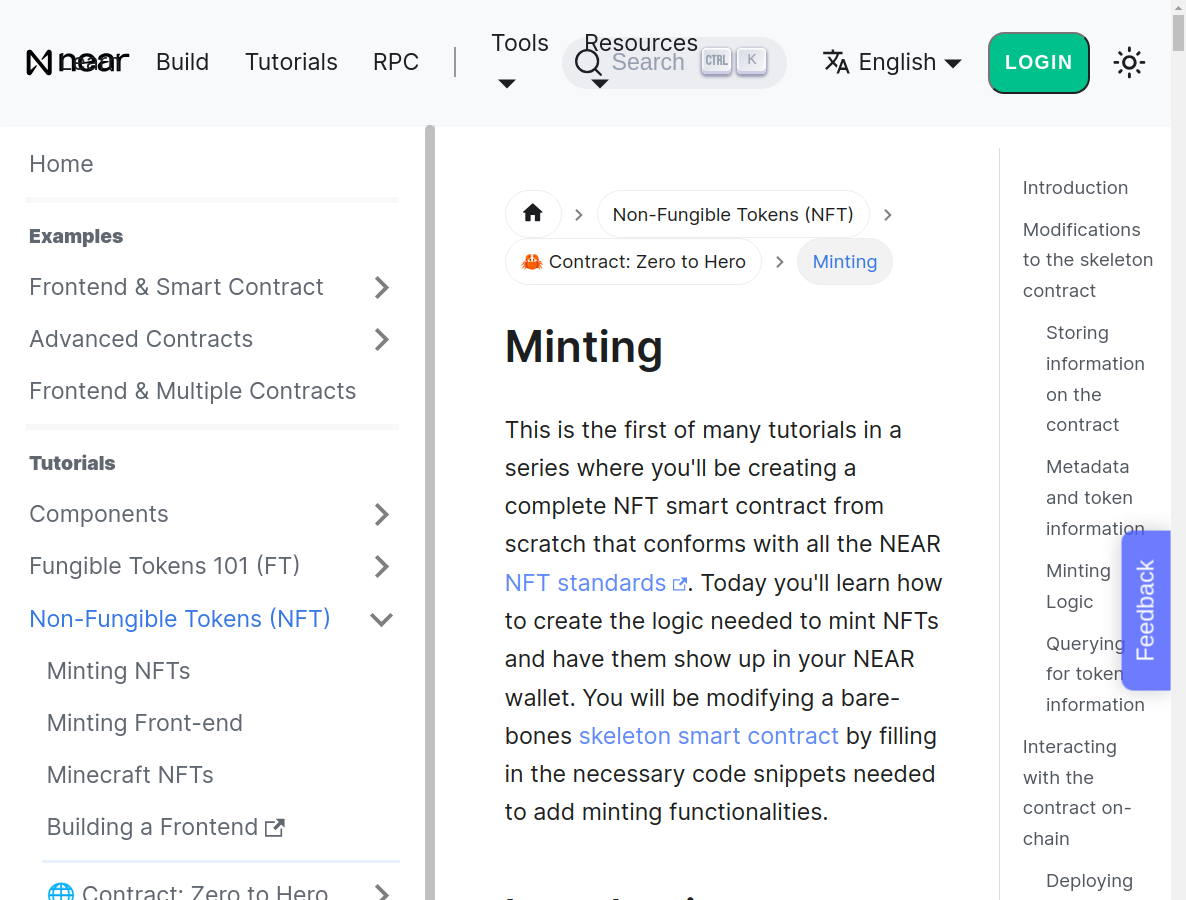 near
Learn
Build
Tutorials
RPC
Tools
Resources
Search
CTRL
K
English
LOGIN
Home
Examples
Frontend & Smart Contract
Advanced Contracts
Frontend & Multiple Contracts
Tutorials
Components
Fungible Tokens 101 (FT)
Non-Fungible Tokens (NFT)
Minting NFTs
Minting Front-end
Minecraft NFTs
Building a Frontend
🌐 Contract: Zero to Hero
Non-Fungible Tokens (NFT)
🦀 Contract: Zero to Hero
Minting
Minting
This is the first of many tutorials in a
series where you'll be creating a
complete NFT smart contract from
scratch that conforms with all the NEAR
NFT standards. Today you'll learn how
to create the logic needed to mint NFTs
and have them show up in your NEAR
wallet. You will be modifying a bare-
bones skeleton smart contract by filling
in the necessary code snippets needed
to add minting functionalities.
Introduction
Modifications
to the skeleton
contract
Storing
information
on the
contract
Metadata
and token
information
Minting
Logic
Querying
for token
information
Interacting
with the
contract on-
chain
Deploying
Feedback